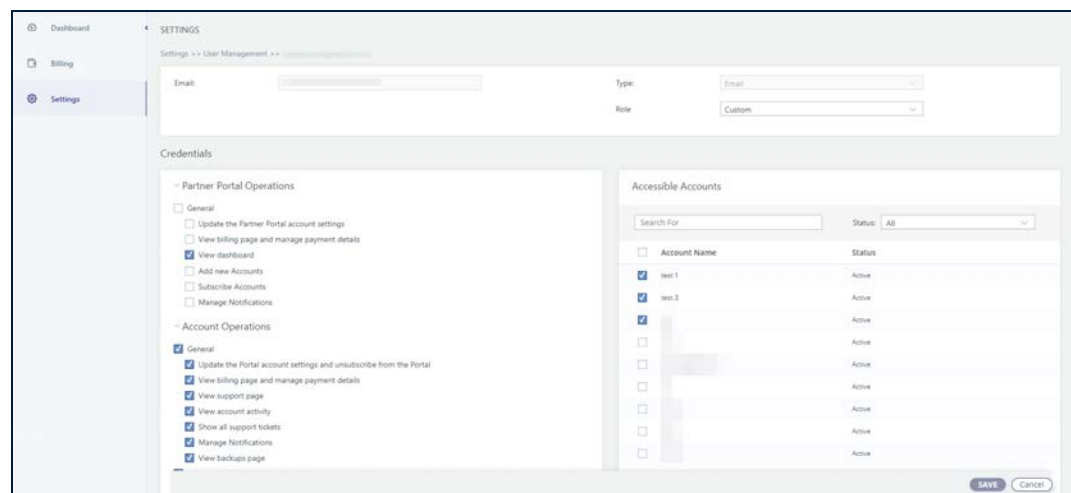 Dashboard
Billing
Settings
SETTINGS
Settings >> User Management >>
Email:
Type:
Email
Role
Custom
Credentials
Partner Portal Operations
General
Update the Partner Portal account settings
View billing page and manage payment details
View dashboard
Add new Accounts
Subscribe Accounts
Manage Notifications
Account Operations
General
Update the Portal account settings and unsubscribe from the Portal
View billing page and manage payment details
View support page
View account activity
Show all support tickets
Manage Notifications
View backups page
Accessible Accounts
Search For
Status: All
Account Name Status
test 1 Active
test 3 Active
Active
Active
Active
Active
Active
Active
Active
SAVE Cancel